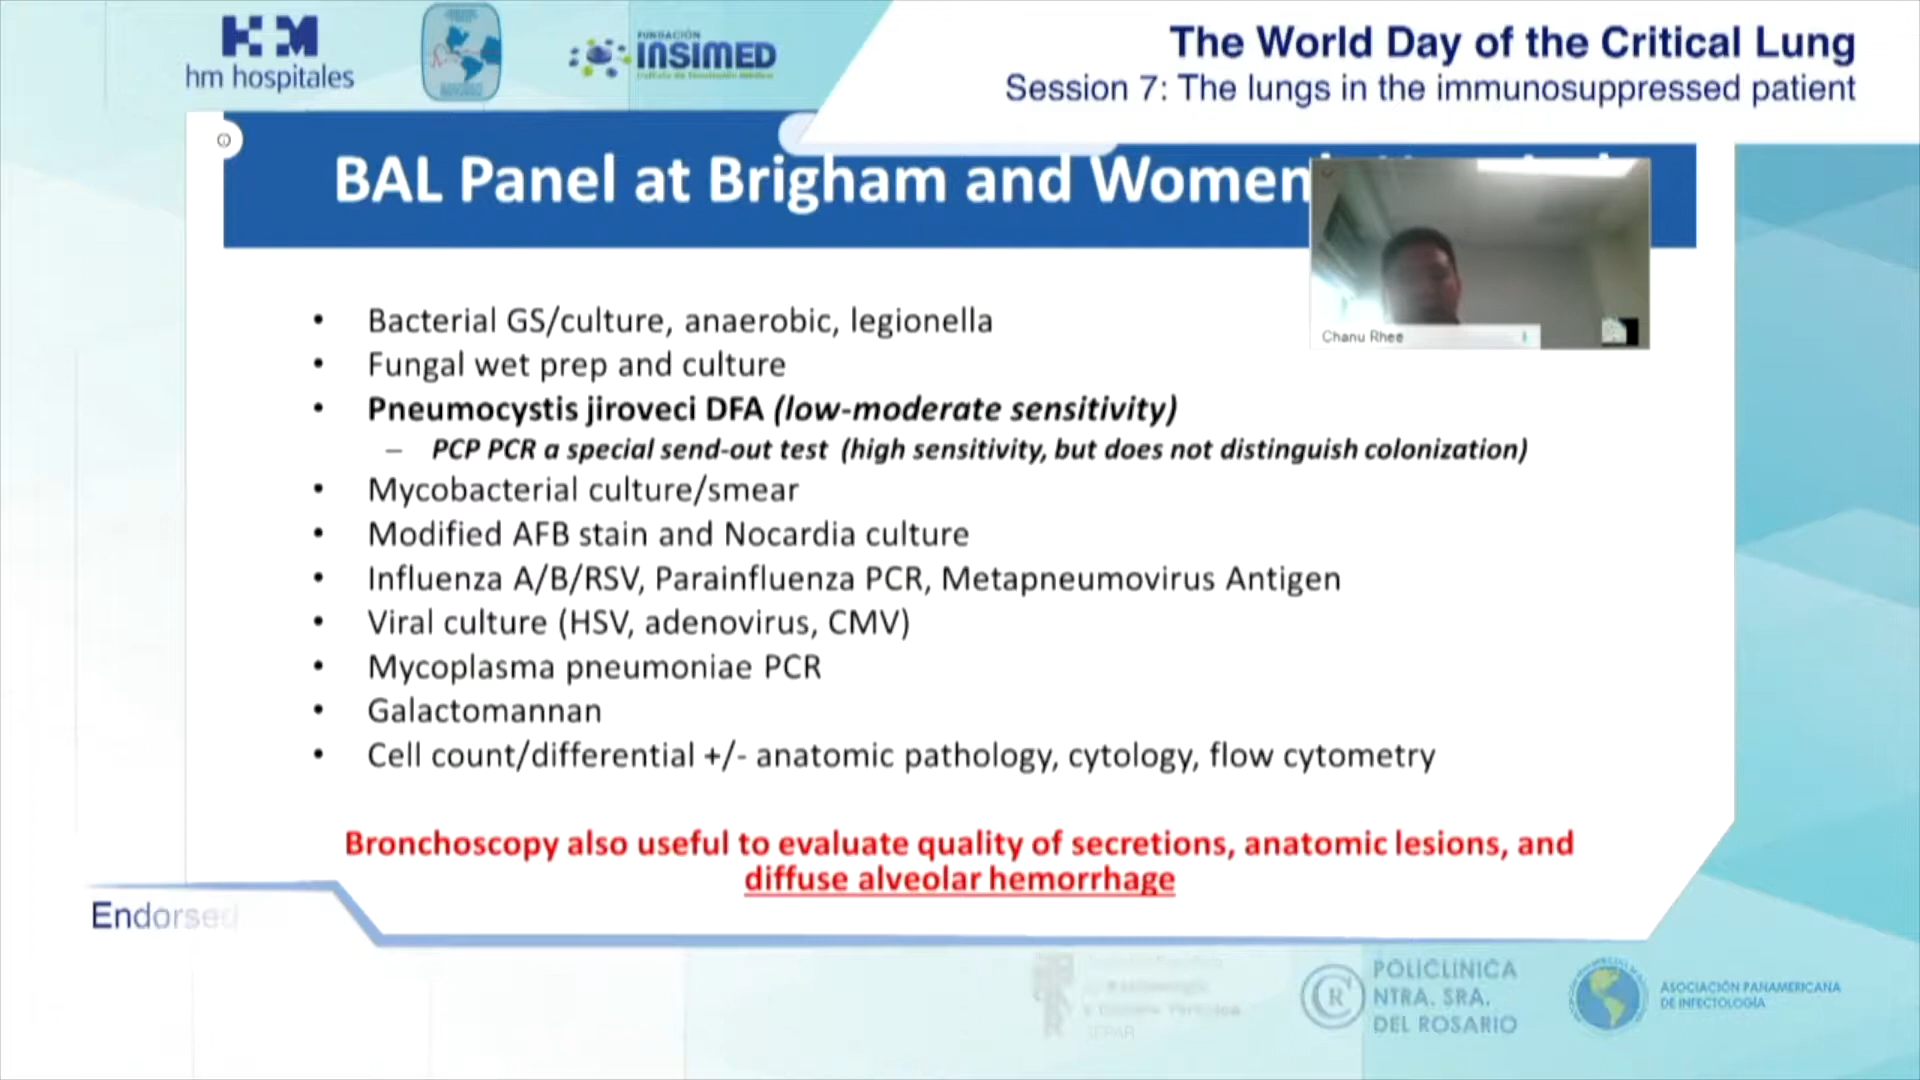 hm hospitales
FUNDACIÓN
INSIMED
The World Day of the Critical Lung
Session 7: The lungs in the immunosuppressed patient
BAL Panel at Brigham and Women
Chanu Rhee
• Bacterial GS/culture, anaerobic, legionella
• Fungal wet prep and culture
• Pneumocystis jiroveci DFA (low-moderate sensitivity)
– PCP PCR a special send-out test (high sensitivity, but does not distinguish colonization)
• Mycobacterial culture/smear
• Modified AFB stain and Nocardia culture
• Influenza A/B/RSV, Parainfluenza PCR, Metapneumovirus Antigen
• Viral culture (HSV, adenovirus, CMV)
• Mycoplasma pneumoniae PCR
• Galactomannan
• Cell count/differential +/- anatomic pathology, cytology, flow cytometry
Bronchoscopy also useful to evaluate quality of secretions, anatomic lesions, and
diffuse alveolar hemorrhage
Endorsed
POLICLINICA
NTRA. SRA.
DEL ROSARIO
ASOCIACIÓN PANAMERICANA
DE INFECTOLOGÍA